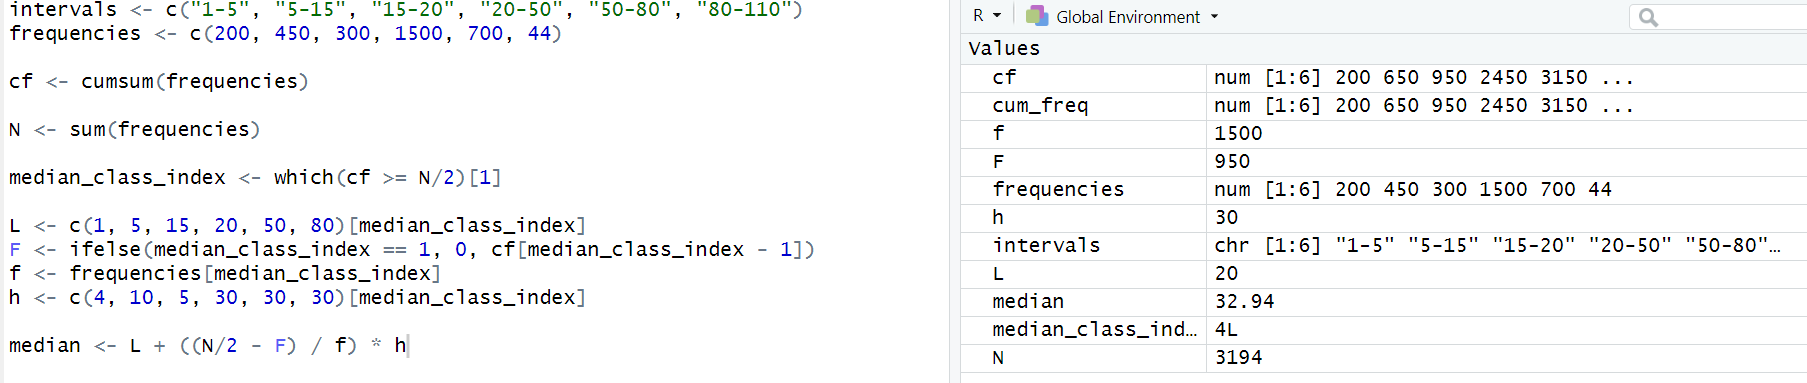 intervals <- c("1-5", "5-15", "15-20", "20-50", "50-80", "80-110")
frequencies <- c(200, 450, 300, 1500, 700, 44)
cf <- cumsum(frequencies)
N <- sum(frequencies)
median_class_index <- which(cf >= N/2)[1]
L <- c(1, 5, 15, 20, 50, 80)[median_class_index]
F <- ifelse(median_class_index == 1, 0, cf[median_class_index - 1])
f <- frequencies[median_class_index]
h <- c(4, 10, 5, 30, 30, 30)[median_class_index]
median <- L + ((N/2 - F) / f) * h
R Global Environment
Values
cf num [1:6] 200 650 950 2450 3150 ...
cum_freq num [1:6] 200 650 950 2450 3150 ...
f 1500
F 950
frequencies num [1:6] 200 450 300 1500 700 44
h 30
intervals chr [1:6] "1-5" "5-15" "15-20" "20-50" "50-80"…
L 20
median 32.94
median_class_ind… 4L
N 3194